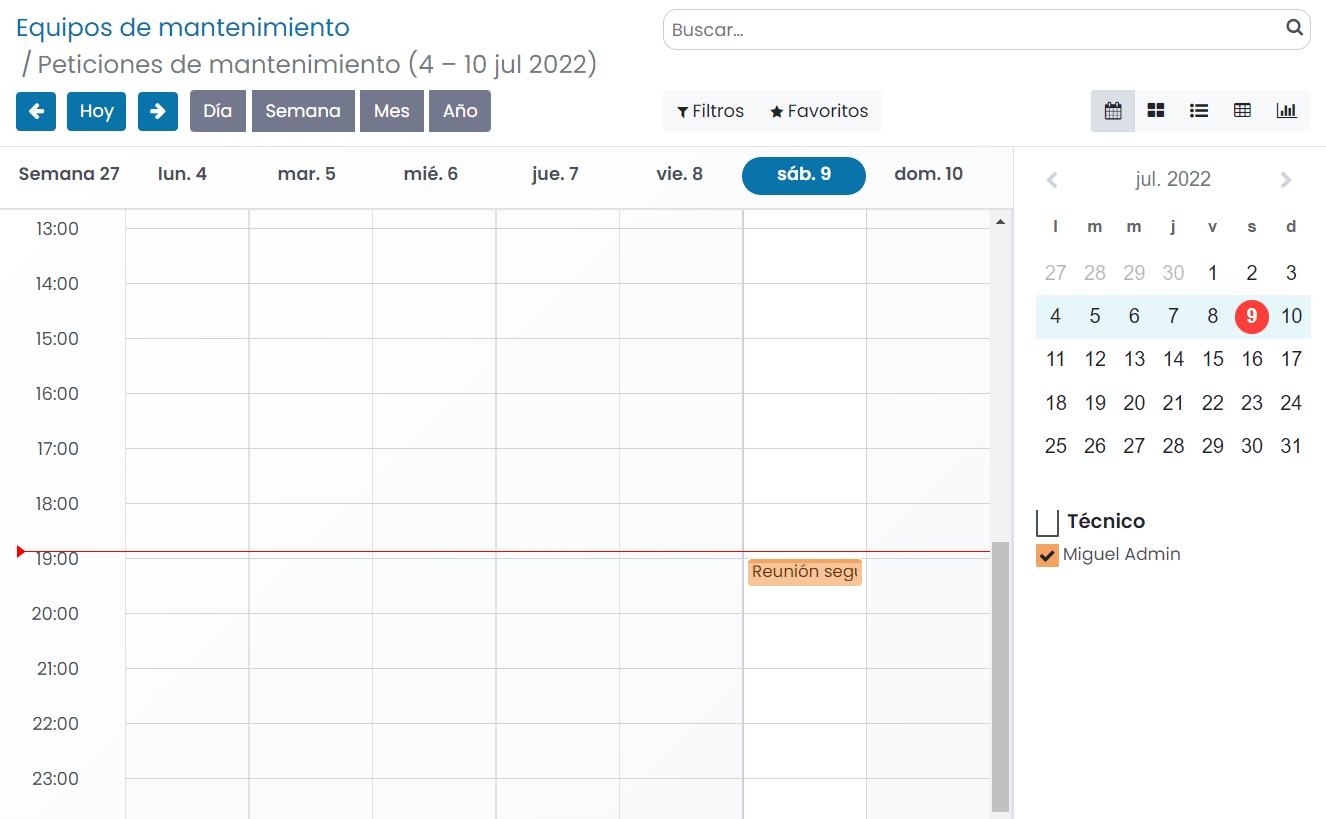 Equipos de mantenimiento
/ Peticiones de mantenimiento (4 – 10 jul 2022)
Buscar...
Hoy Día Semana Mes Año
Filtros Favoritos
Semana 27 lun. 4 mar. 5 mié. 6 jue. 7 vie. 8 sáb. 9 dom. 10
13:00
14:00
15:00
16:00
17:00
18:00
19:00
20:00
21:00
22:00
23:00
Reunión
jul. 2022
l m m j v s d
27 28 29 30 1 2 3
4 5 6 7 8 9 10
11 12 13 14 15 16 17
18 19 20 21 22 23 24
25 26 27 28 29 30 31
Técnico
Miguel Admin